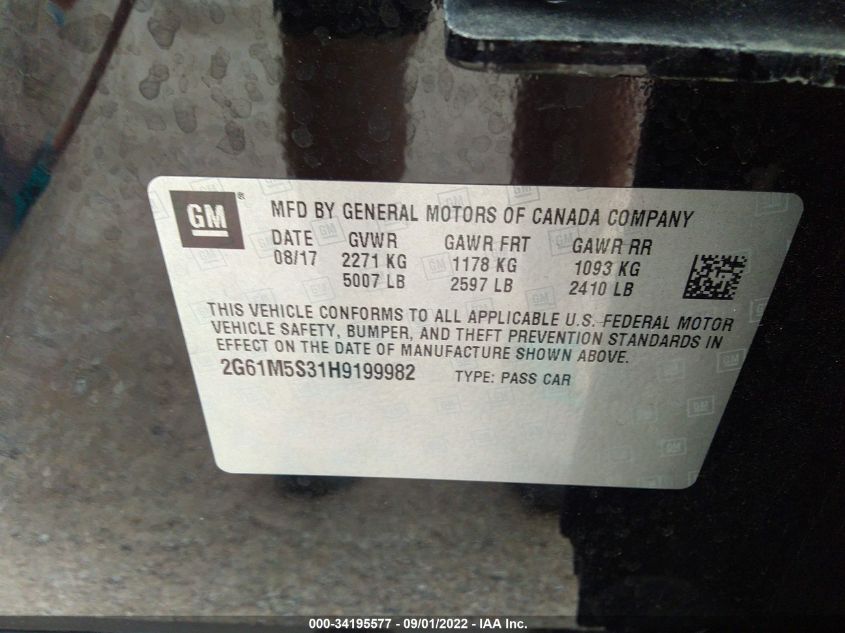 GM ® MFD BY GENERAL MOTORS OF CANADA COMPANY
DATE GVWR GAWR FRT GAWR RR
08/17 2271 KG 1178 KG 1093 KG
5007 LB 2597 LB 2410 LB
THIS VEHICLE CONFORMS TO ALL APPLICABLE U.S. FEDERAL MOTOR
VEHICLE SAFETY, BUMPER, AND THEFT PREVENTION STANDARDS IN
EFFECT ON THE DATE OF MANUFACTURE SHOWN ABOVE.
2G61M5S31H9199982 TYPE: PASS CAR
000-34195577 - 09/01/2022 - IAA Inc.